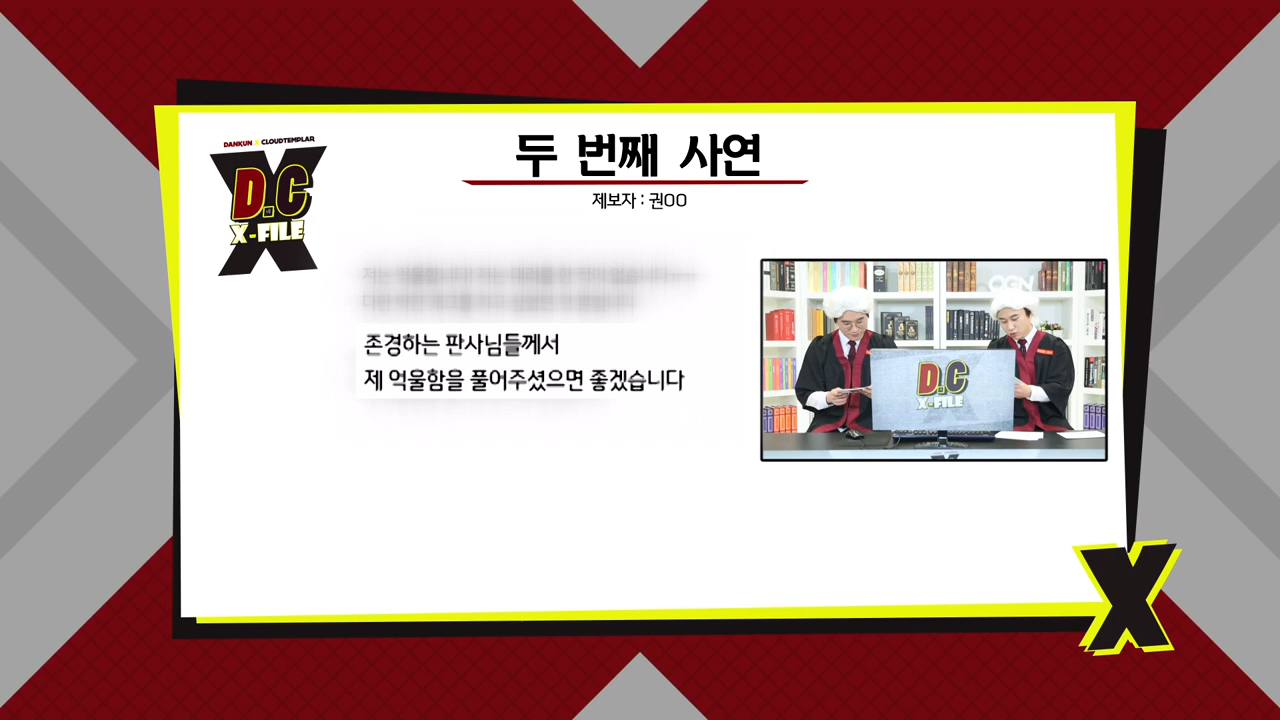 DANKUN X CLOUDTEMPLAR
D.C
X-FILE
두 번째 사연
제보자 : 권OO
존경하는 판사님들께서
제 억울함을 풀어주셨으면 좋겠습니다
OGN
D.C
X-FILE
X